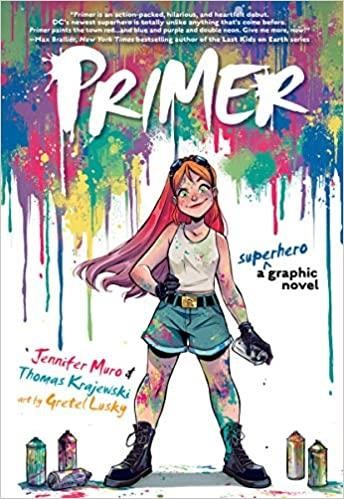 "Primer is an action-packed, hilarious, and heartfelt debut.
DC's newest superhero is totally unlike anything that's come before.
Primer paints the town red...and blue and purple and double neon. Give me more, now!"
—Max Brallier, New York Times bestselling author of the Last Kids on Earth series
PRIMER
superhero
a graphic
novel
Jennifer Muro &
Thomas Krajewski
art by Gretel Lusky